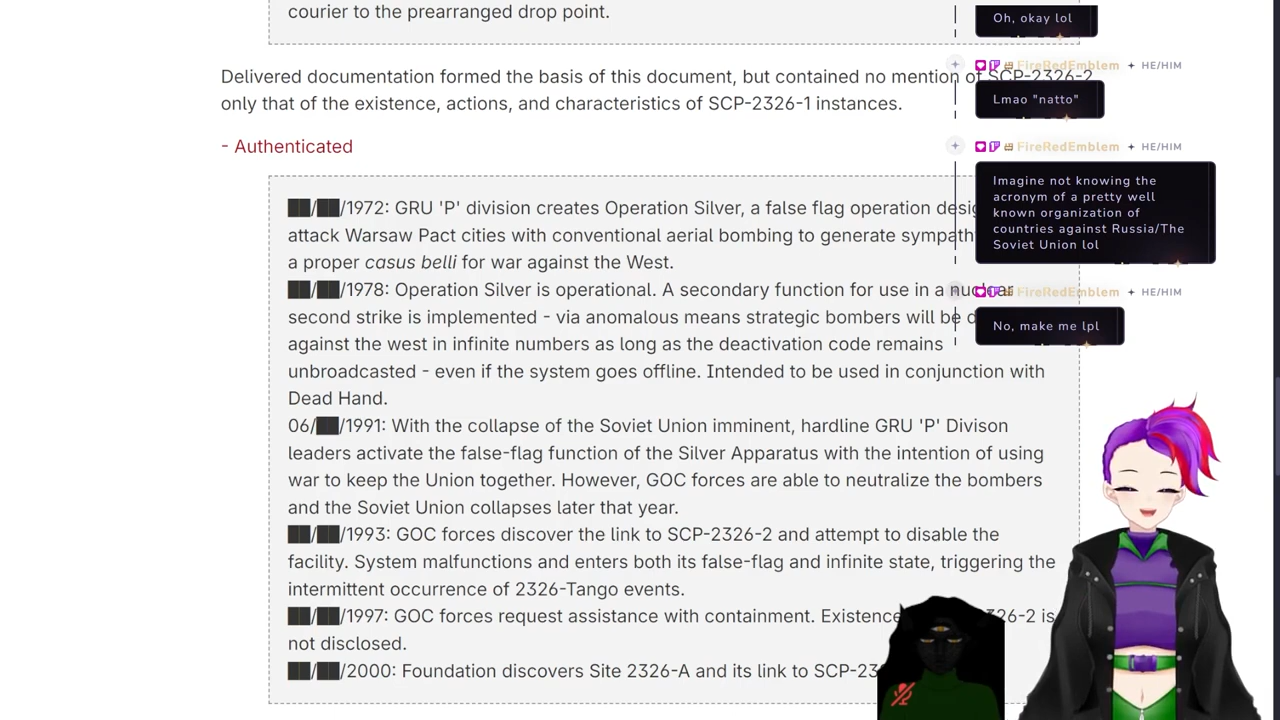 courier to the prearranged drop point.
Delivered documentation formed the basis of this document, but contained no mention of SCP-2326-2
only that of the existence, actions, and characteristics of SCP-2326-1 instances.
- Authenticated
██/██/1972: GRU 'P' division creates Operation Silver, a false flag operation
attack Warsaw Pact cities with conventional aerial bombing to generate
a proper casus belli for war against the West.
██/██/1978: Operation Silver is operational. A secondary function for use in a nuclear
second strike is implemented - via anomalous means strategic bombers will be
against the west in infinite numbers as long as the deactivation code remains
unbroadcasted - even if the system goes offline. Intended to be used in conjunction with
Dead Hand.
06/██/1991: With the collapse of the Soviet Union imminent, hardline GRU 'P' Divison
leaders activate the false-flag function of the Silver Apparatus with the intention of using
war to keep the Union together. However, GOC forces are able to neutralize the bombers
and the Soviet Union collapses later that year.
██/██/1993: GOC forces discover the link to SCP-2326-2 and attempt to disable the
facility. System malfunctions and enters both its false-flag and infinite state, triggering the
intermittent occurrence of 2326-Tango events.
██/██/1997: GOC forces request assistance with containment. Existence 326-2 is
not disclosed.
██/██/2000: Foundation discovers Site 2326-A and its link to SCP-23
Oh, okay lol
FireRedEmblem HE/HIM
Lmao "natto"
FireRedEmblem HE/HIM
Imagine not knowing the
acronym of a pretty well
known organization of
countries against Russia/The
Soviet Union lol
FireRedEmblem HE/HIM
No, make me lpl